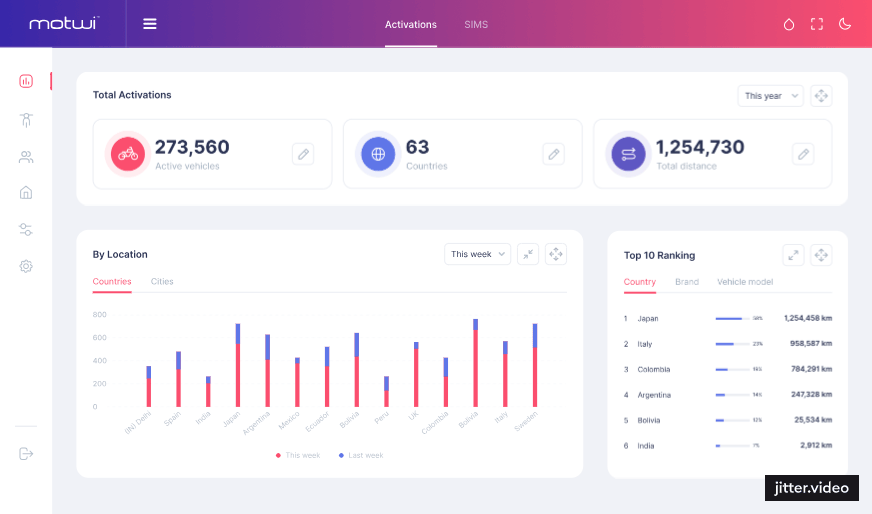 motwi
Activations SIMS
Total Activations
This year
273,560
Active vehicles
63
Countries
1,254,730
Total distance
By Location
This week
Countries Cities
800
600
400
200
0
(IN) Delhi Spain India Japan Argentina Mexico Ecuador Bolivia Peru UK Colombia Bolivia Italy Sweden
This week Last week
Top 10 Ranking
Country Brand Vehicle model
1 Japan 1,254,458 km
2 Italy 23% 958,587 km
3 Colombia 784,291 km
4 Argentina 247,328 km
5 Bolivia 12% 25,534 km
6 India 7% 2,912 km
jitter.video